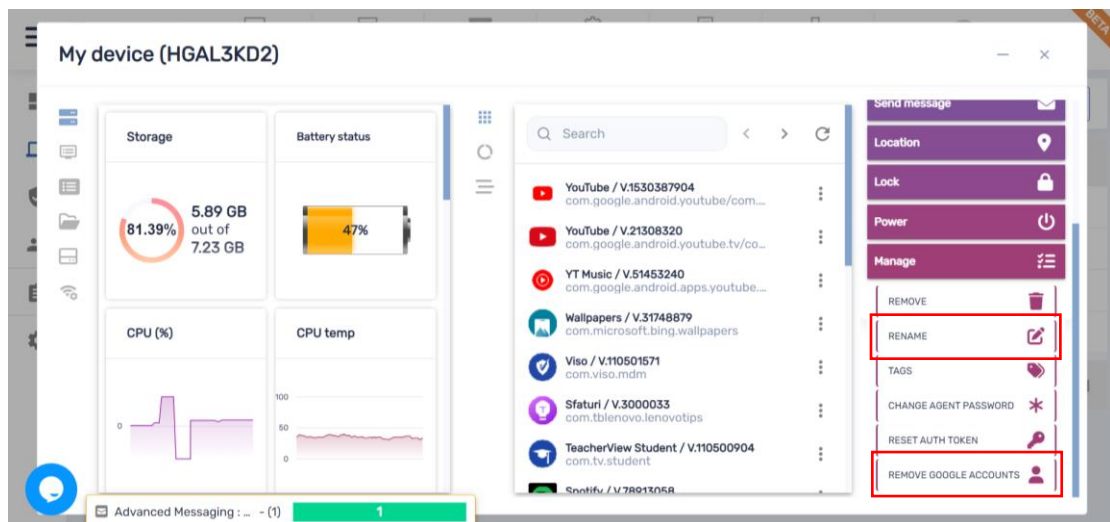 BETA
My device (HGAL3KD2)
Storage
81.39%
5.89 GB
out of
7.23 GB
Battery status
47%
CPU (%)
0
CPU temp
100
50
0
Search
YouTube / V.1530387904
com.google.android.youtube/com....
YouTube / V.21308320
com.google.android.youtube.tv/co...
YT Music / V.51453240
com.google.android.apps.youtube....
Wallpapers / V.31748879
com.microsoft.bing.wallpapers
Viso / V.110501571
com.viso.mdm
Sfaturi / V.3000033
com.tblenovo.lenovotips
TeacherView Student / V.110500904
com.tv.student
Spotify / V.78913058
Send message
Location
Lock
Power
Manage
REMOVE
RENAME
TAGS
CHANGE AGENT PASSWORD
RESET AUTH TOKEN
REMOVE GOOGLE ACCOUNTS
Advanced Messaging : ... - (1)
1